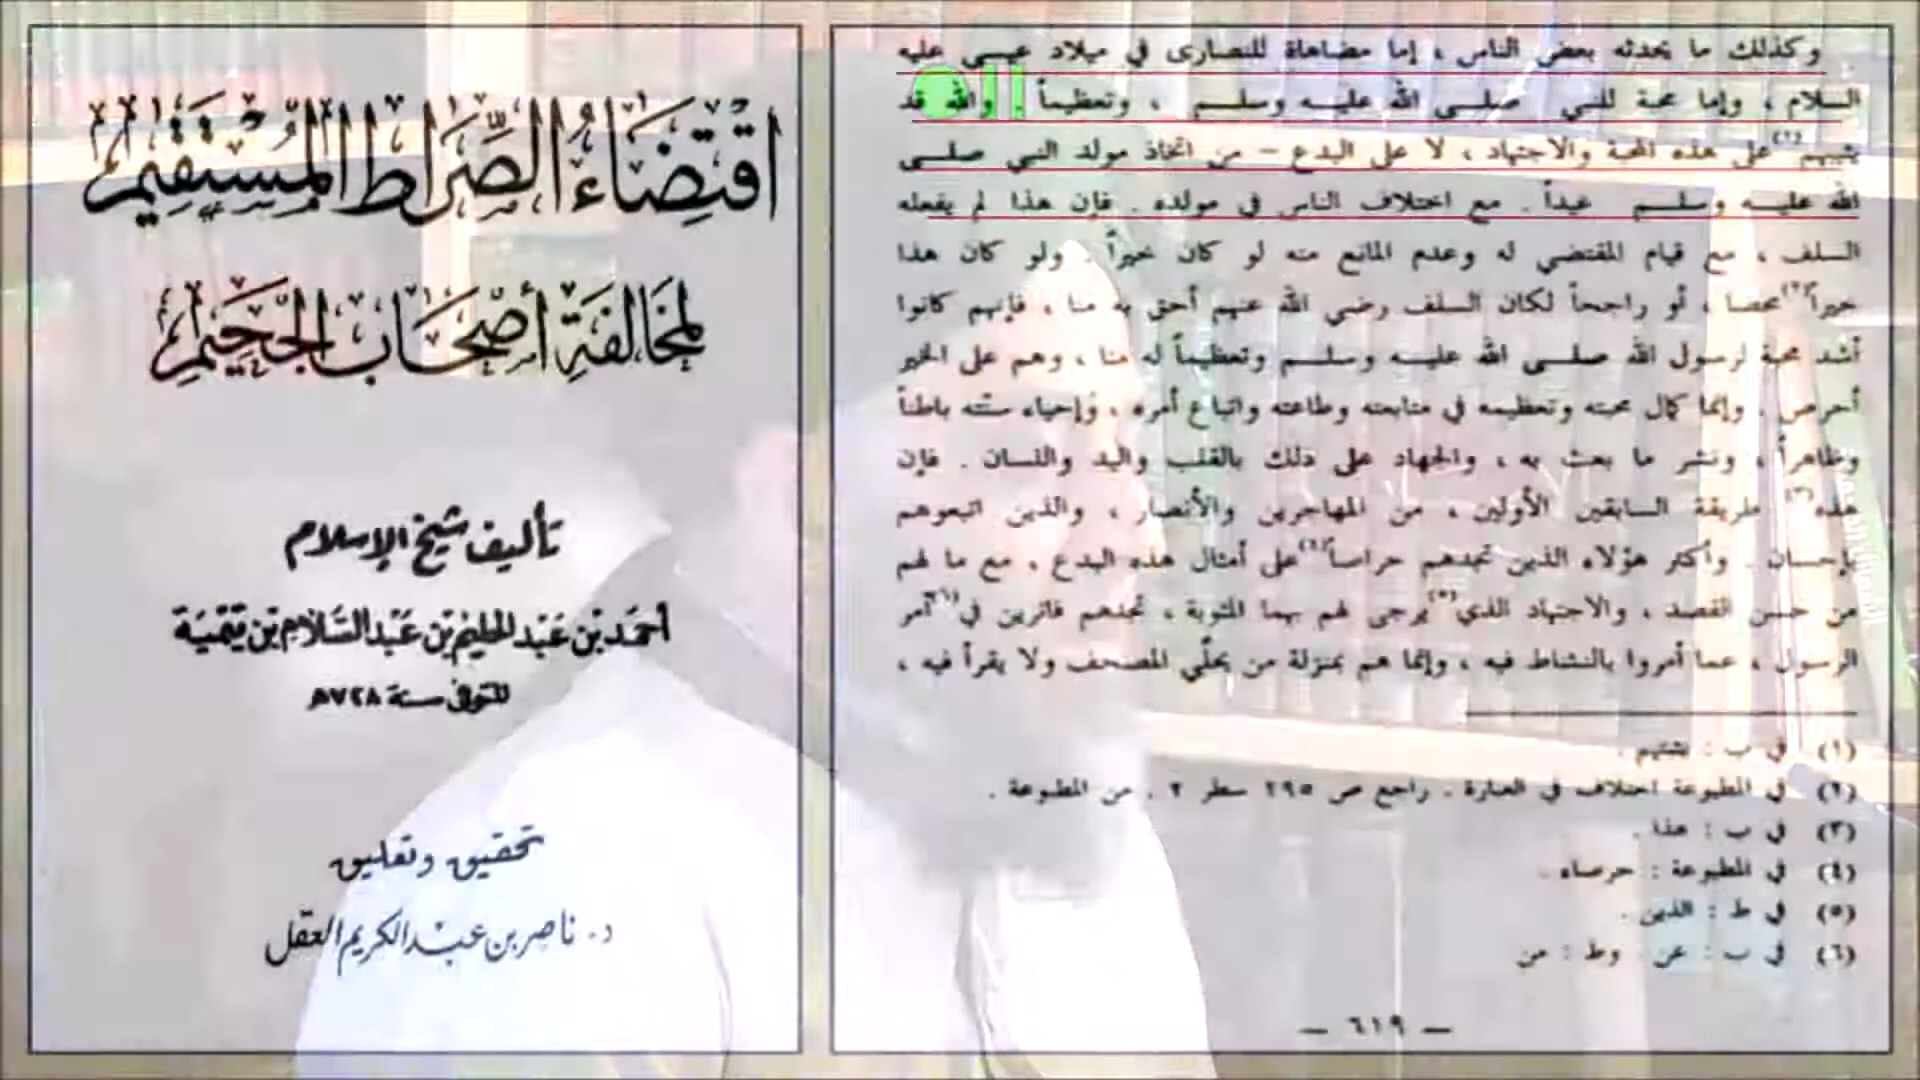 اقتضاء الصراط المستقيم
لمخالفة أصحاب الجحيم
تأليف شيخ الإسلام
أحمد بن عبد الحليم بن عبد السلام بن تيمية
المتوفى سنة ٧٢٨هـ
تحقيق وتعليق
د. ناصر بن عبد الكريم العقل
وكذلك ما يحدثه بعض الناس ، إما مضاهاة للنصارى في ميلاد عيسى عليه
السلام ، وإما محبة للنبي صلى الله عليه وسلم ، وتعظيماً . والله قد
يثيبهم (١) على هذه المحبة والاجتهاد ، لا على البدع – من اتخاذ مولد النبي صلى
الله عليه وسلم عيداً . مع اختلاف الناس في مولده . فإن هذا لم يفعله
السلف ، مع قيام المقتضي له وعدم المانع منه لو كان خيراً . ولو كان هذا
خيراً (٢) محضا ، أو راجحاً لكان السلف رضي الله عنهم أحق به منا ، فإنهم كانوا
أشد محبة لرسول الله صلى الله عليه وسلم وتعظيماً له منا ، وهم على الخير
أحرص . وإنما كمال محبته وتعظيمه في متابعته وطاعته واتباع أمره ، وإحياء سنته باطناً
وظاهراً ، ونشر ما بعث به ، والجهاد على ذلك بالقلب واليد واللسان . فإن
هذه (٣) طريقة السابقين الأولين ، من المهاجرين والأنصار ، والذين اتبعوهم
بإحسان . وأكثر هؤلاء الذين تجدهم حراساً (٤) على أمثال هذه البدع ، مع ما لهم
من حسن القصد ، والاجتهاد الذي (٥) يرجى لهم بهما المثوبة ، تجدهم فاترين في (٦) أمر
الرسول ، عما أمروا بالنشاط فيه ، وإنما هم بمنزلة من يحلّي المصحف ولا يقرأ فيه ،
(١) في ب : يثبتهم .
(٢) في المطبوعة اختلاف في العبارة . راجع ص ٢٩٥ سطر ٢ . من المطبوعة .
(٣) في ب : هذا .
(٤) في المطبوعة : حرصاء .
(٥) في ط : الذين .
(٦) في ب : عن . وط : من
— ٦١٩ —